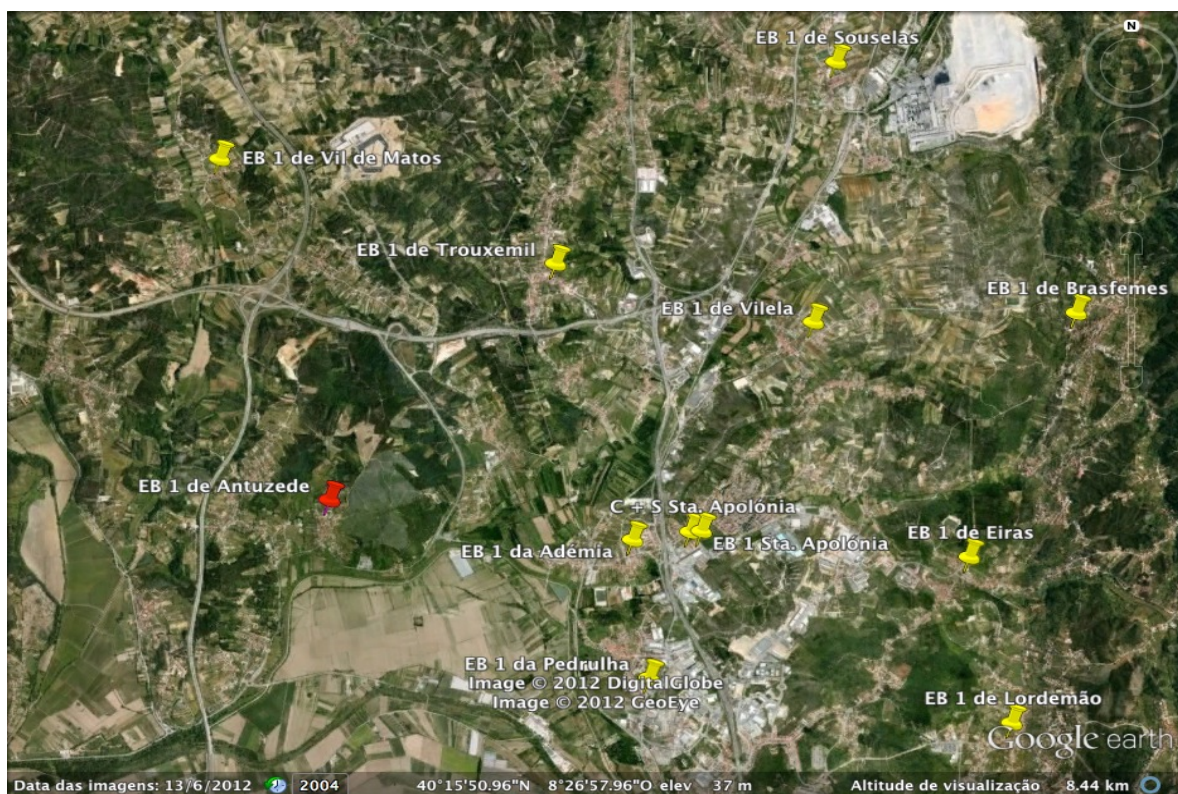 N
EB 1 de Souselas
EB 1 de Vil de Matos
EB 1 de Trouxemil
EB 1 de Brasfemes
EB 1 de Vilela
EB 1 de Antuzede
C + S Sta. Apolónia
EB 1 de Eiras
EB 1 Sta. Apolónia
EB 1 da Adémia
EB 1 da Pedrulha
Image © 2012 DigitalGlobe
Image © 2012 GeoEye
EB 1 de Lordemão
Google earth
Data das imagens: 13/6/2012 2004 40°15'50.96"N 8°26'57.96"O elev 37 m Altitude de visualização 8.44 km